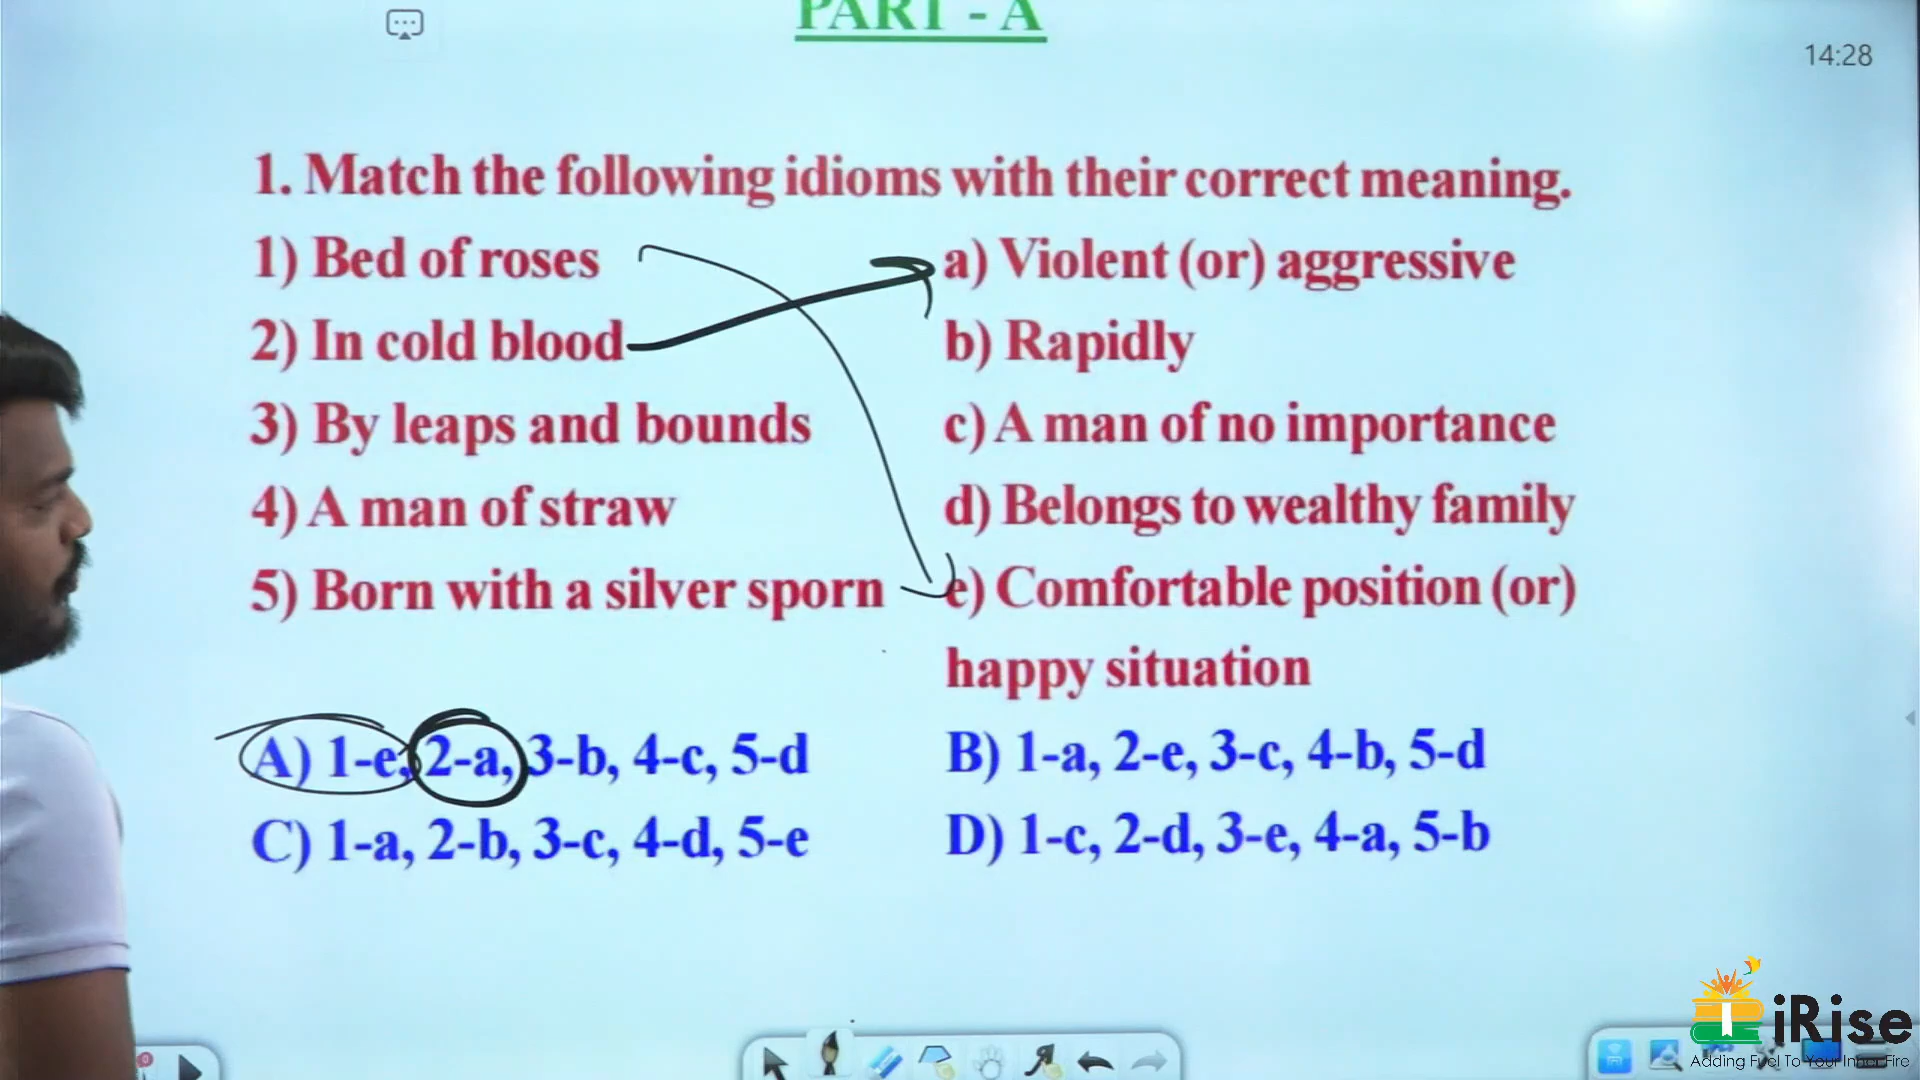 PART - A
14:28
1. Match the following idioms with their correct meaning.
1) Bed of roses a) Violent (or) aggressive
2) In cold blood b) Rapidly
3) By leaps and bounds c) A man of no importance
4) A man of straw d) Belongs to wealthy family
5) Born with a silver sporn e) Comfortable position (or)
happy situation
A) 1-e, 2-a, 3-b, 4-c, 5-d B) 1-a, 2-e, 3-c, 4-b, 5-d
C) 1-a, 2-b, 3-c, 4-d, 5-e D) 1-c, 2-d, 3-e, 4-a, 5-b
iRise
Adding Fuel To Your Inner Fire
0